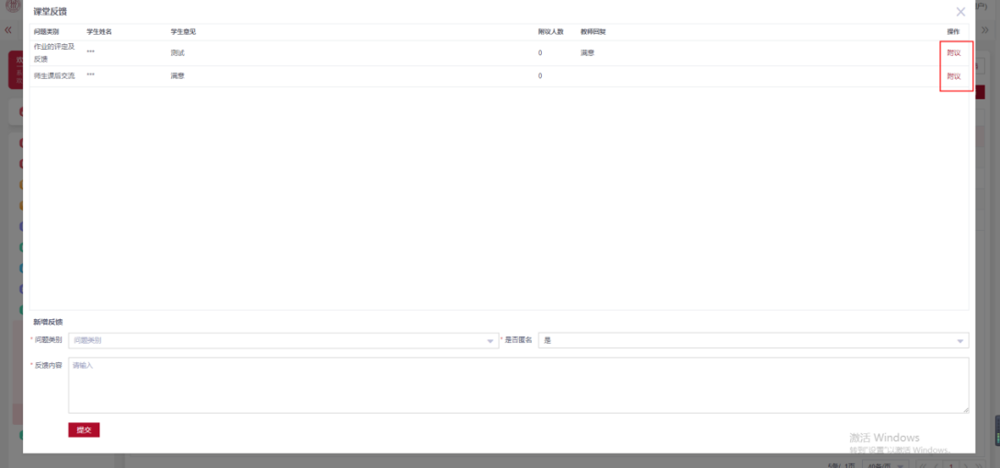 课堂反馈
问题类别 学生姓名 学生意见 附议人数 教师回复 操作
作业的评定及反馈 *** 测试 0 满意 附议
师生课后交流 *** 满意 0 附议
新增反馈
* 问题类别 问题类别 * 是否匿名 是
* 反馈内容 请输入
提交
激活 Windows
转到"设置"以激活 Windows。